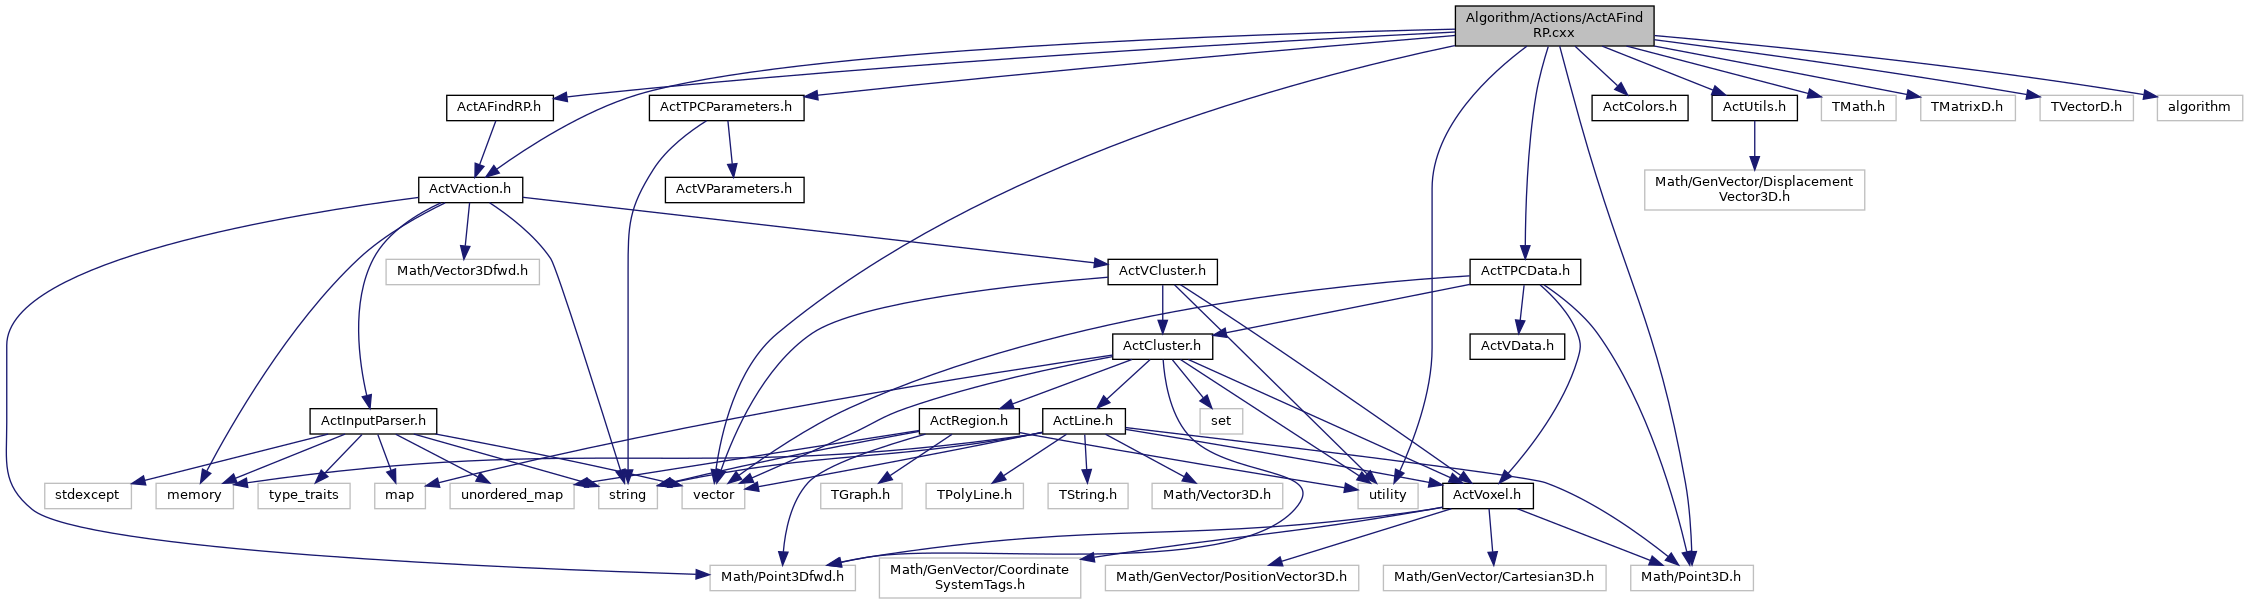 Algorithm/Actions/ActAFind
RP.cxx
ActAFindRP.h
ActTPCParameters.h
ActColors.h
ActUtils.h
TMath.h
TMatrixD.h
TVectorD.h
algorithm
ActVAction.h
ActVParameters.h
Math/GenVector/Displacement
Vector3D.h
Math/Vector3Dfwd.h
ActVCluster.h
ActTPCData.h
ActCluster.h
ActVData.h
ActInputParser.h
ActRegion.h
ActLine.h
set
stdexcept
memory
type_traits
map
unordered_map
string
vector
TGraph.h
TPolyLine.h
TString.h
Math/Vector3D.h
utility
ActVoxel.h
Math/Point3Dfwd.h
Math/GenVector/Coordinate
SystemTags.h
Math/GenVector/PositionVector3D.h
Math/GenVector/Cartesian3D.h
Math/Point3D.h